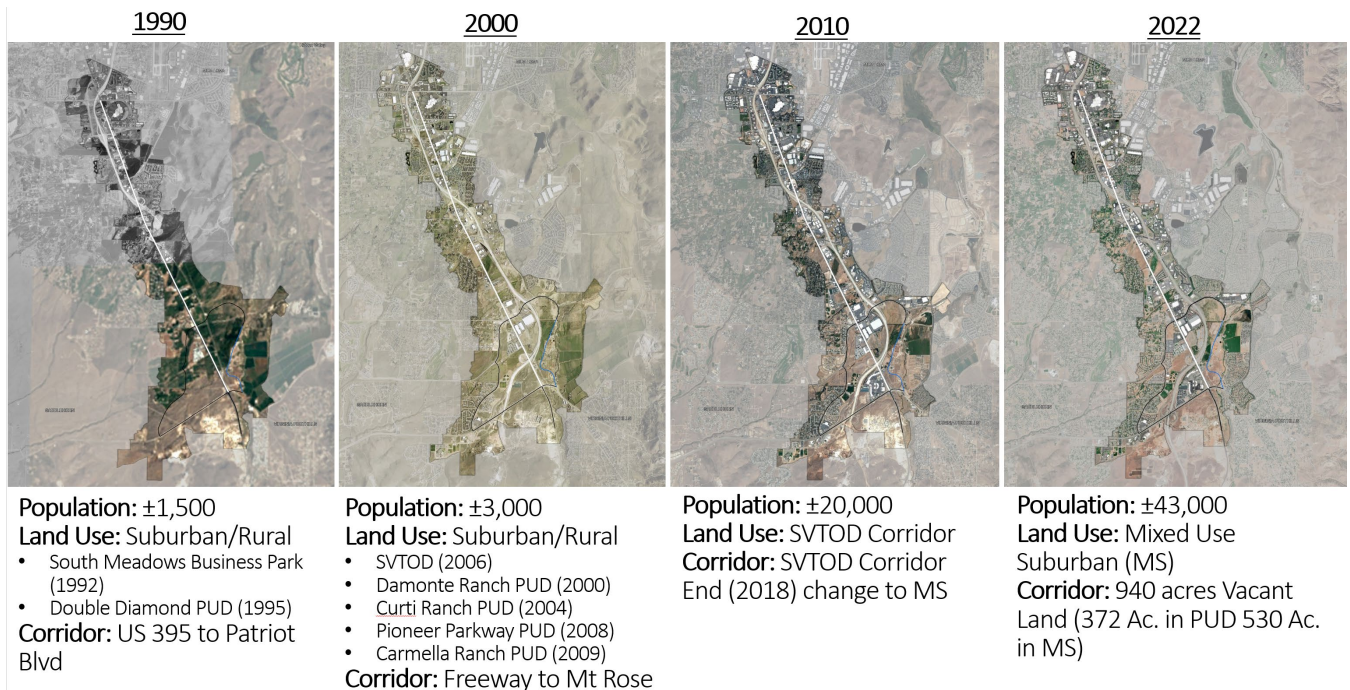 1990
Population: ±1,500
Land Use: Suburban/Rural
• South Meadows Business Park
(1992)
• Double Diamond PUD (1995)
Corridor: US 395 to Patriot
Blvd
2000
Population: ±3,000
Land Use: Suburban/Rural
• SVTOD (2006)
• Damonte Ranch PUD (2000)
• Curti Ranch PUD (2004)
• Pioneer Parkway PUD (2008)
• Carmella Ranch PUD (2009)
Corridor: Freeway to Mt Rose
2010
Population: ±20,000
Land Use: SVTOD Corridor
Corridor: SVTOD Corridor
End (2018) change to MS
2022
Population: ±43,000
Land Use: Mixed Use
Suburban (MS)
Corridor: 940 acres Vacant
Land (372 Ac. in PUD 530 Ac.
in MS)